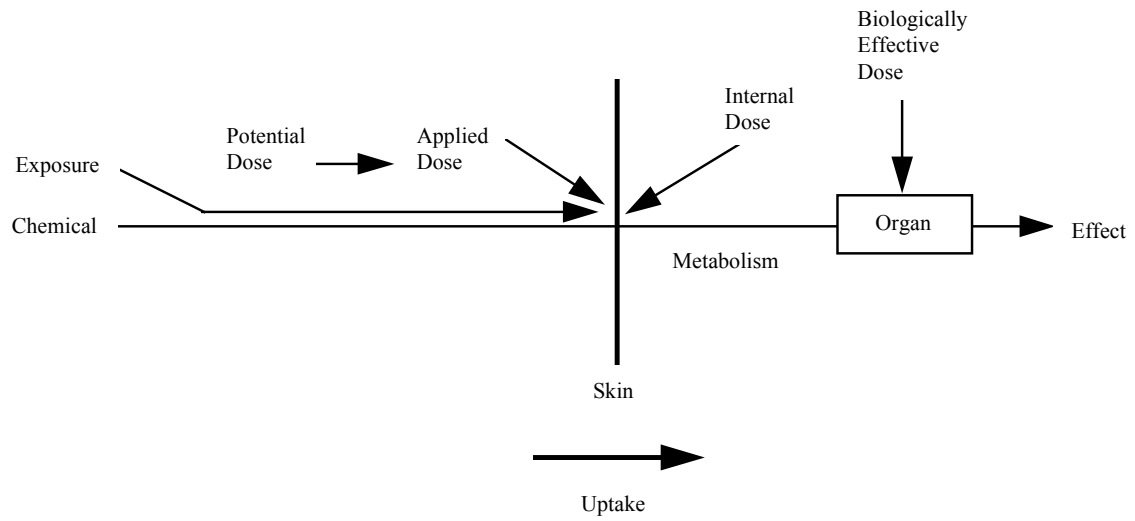 Biologically
Effective
Dose
Internal
Dose
Potential
Dose
Applied
Dose
Exposure
Chemical
Organ
Effect
Metabolism
Skin
Uptake